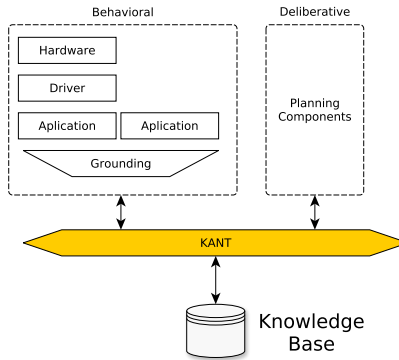 Behavioral
Deliberative
Hardware
Driver
Aplication
Aplication
Grounding
Planning
Components
KANT
Knowledge
Base